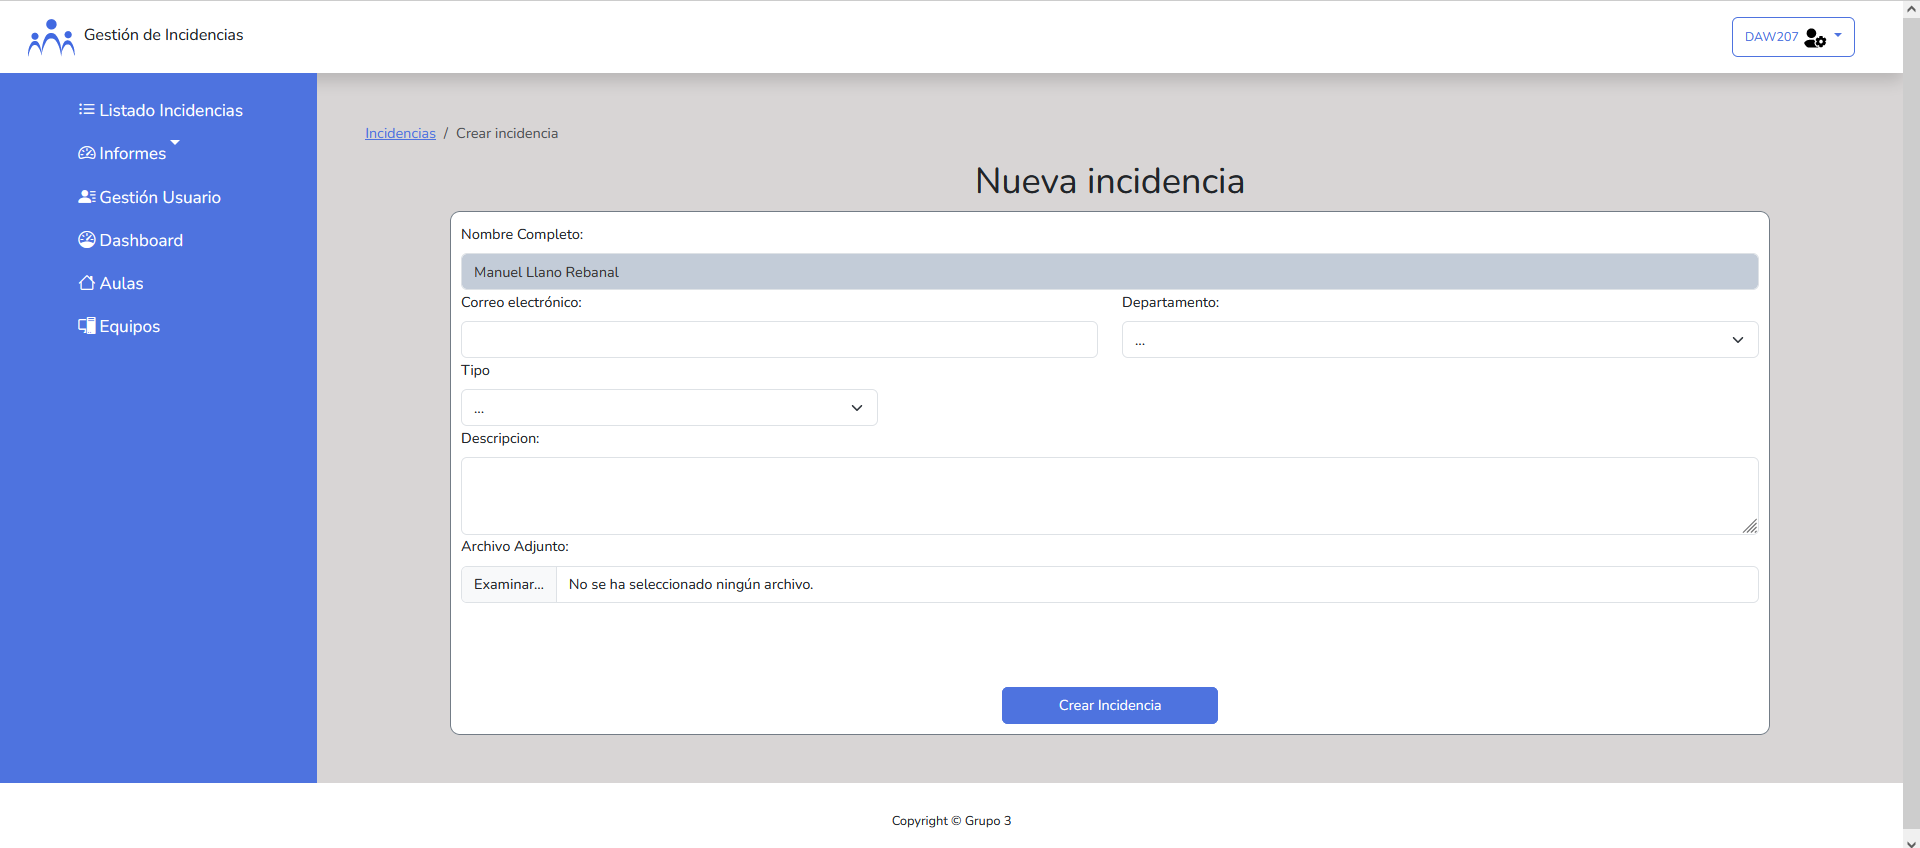 Gestión de Incidencias
DAW207
Listado Incidencias
Informes
Gestión Usuario
Dashboard
Aulas
Equipos
Incidencias / Crear incidencia
Nueva incidencia
Nombre Completo:
Manuel Llano Rebanal
Correo electrónico:
Departamento:
...
Tipo
...
Descripcion:
Archivo Adjunto:
Examinar... No se ha seleccionado ningún archivo.
Crear Incidencia
Copyright © Grupo 3